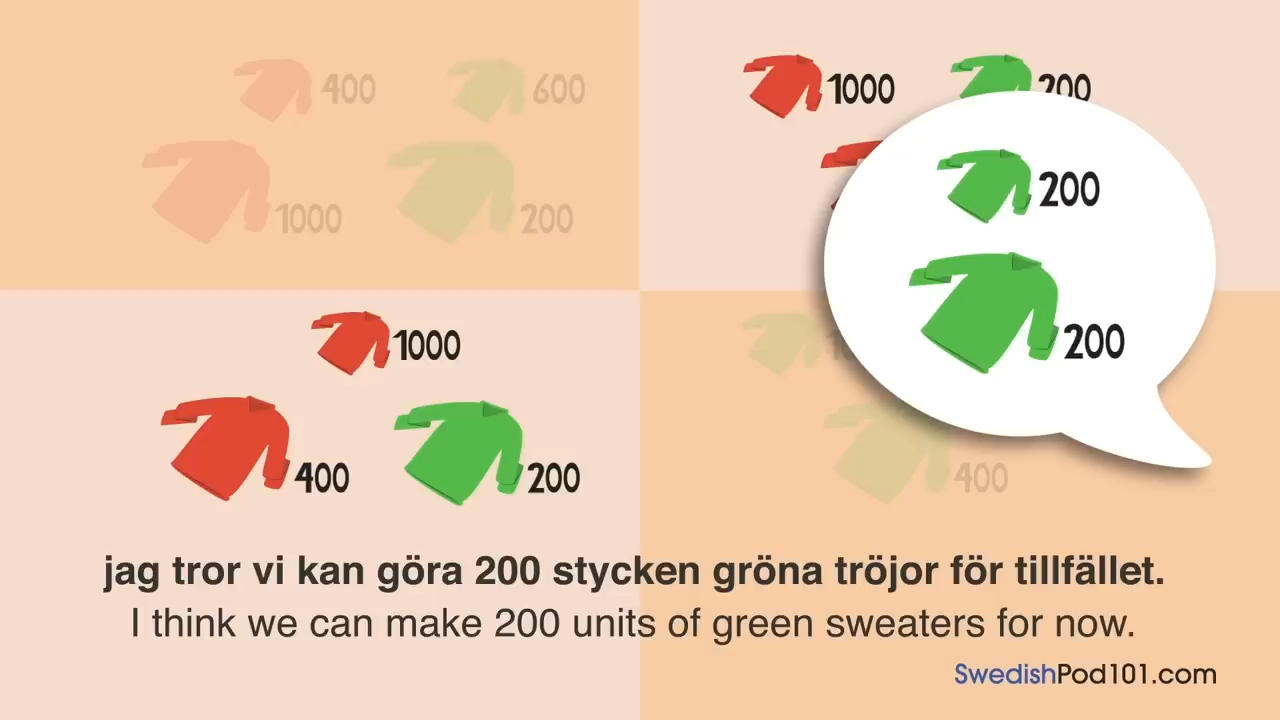 400 600
1000 200
1000 200
200
200
1000
400 200
400
jag tror vi kan göra 200 stycken gröna tröjor för tillfället.
I think we can make 200 units of green sweaters for now.
SwedishPod101.com